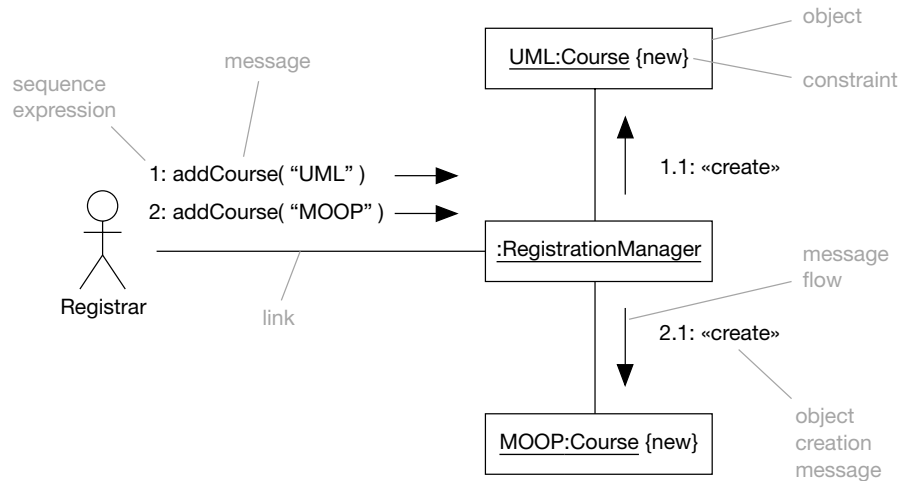 object
UML:Course {new}
message
constraint
sequence
expression
1: addCourse( “UML” )
1.1: «create»
2: addCourse( “MOOP” )
:RegistrationManager
message
flow
Registrar
link
2.1: «create»
object
creation
message
MOOP:Course {new}